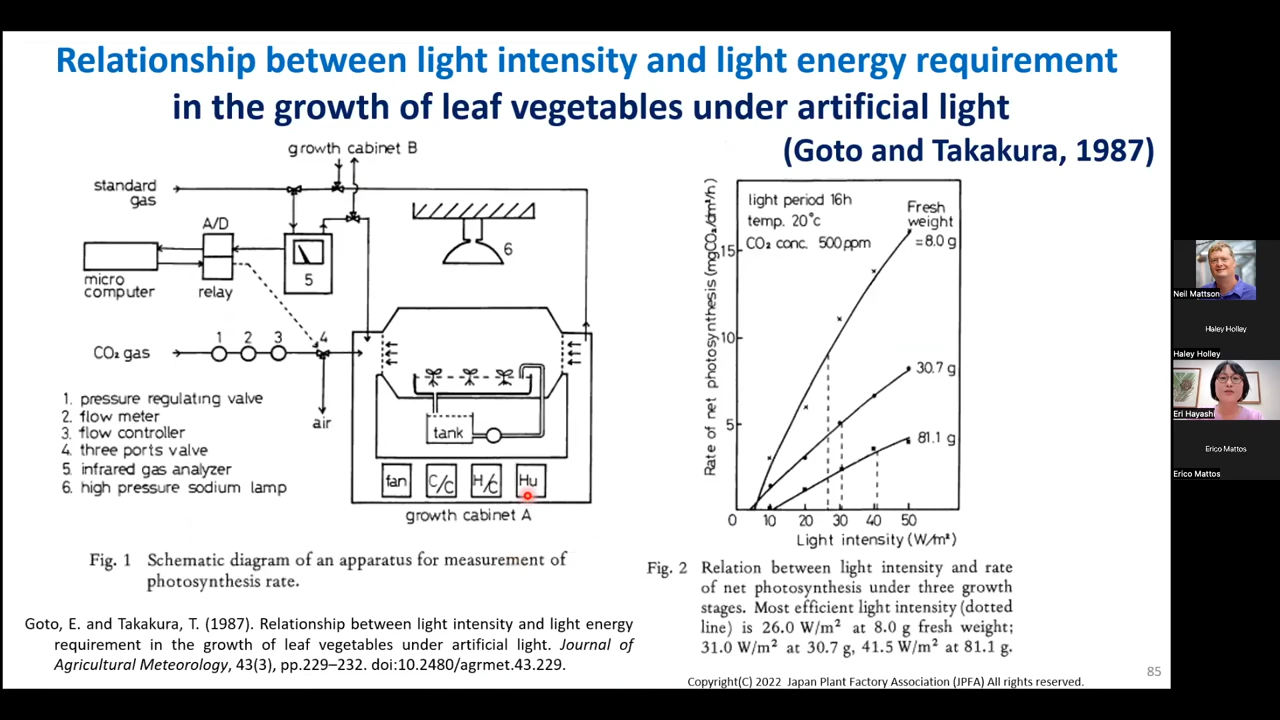 Relationship between light intensity and light energy requirement
in the growth of leaf vegetables under artificial light
(Goto and Takakura, 1987)
growth cabinet B
standard
gas
A/D
micro
computer
relay
5
6
CO₂ gas
1 2 3 4
air
1. pressure regulating valve
2. flow meter
3. flow controller
4. three ports valve
5. infrared gas analyzer
6. high pressure sodium lamp
tank
fan
C/C
H/C
Hu
growth cabinet A
Fig. 1 Schematic diagram of an apparatus for measurement of
photosynthesis rate.
Goto, E. and Takakura, T. (1987). Relationship between light intensity and light energy
requirement in the growth of leaf vegetables under artificial light. Journal of
Agricultural Meteorology, 43(3), pp.229–232. doi:10.2480/agrmet.43.229.
Rate of net photosynthesis (mgCO₂/dm²/h)
light period 16h
temp. 20°c
CO₂ conc. 500ppm
Fresh
weight
=8.0 g
30.7 g
81.1 g
15
10
5
0 10 20 30 40 50
Light intensity (W/m²)
Fig. 2 Relation between light intensity and rate
of net photosynthesis under three growth
stages. Most efficient light intensity (dotted
line) is 26.0 W/m² at 8.0 g fresh weight;
31.0 W/m² at 30.7 g, 41.5 W/m² at 81.1 g.
85
Copyright(C) 2022 Japan Plant Factory Association (JPFA) All rights reserved.
Neil Mattson
Haley Holley
Haley Holley
Eri Hayashi
Erico Mattos
Erico Mattos